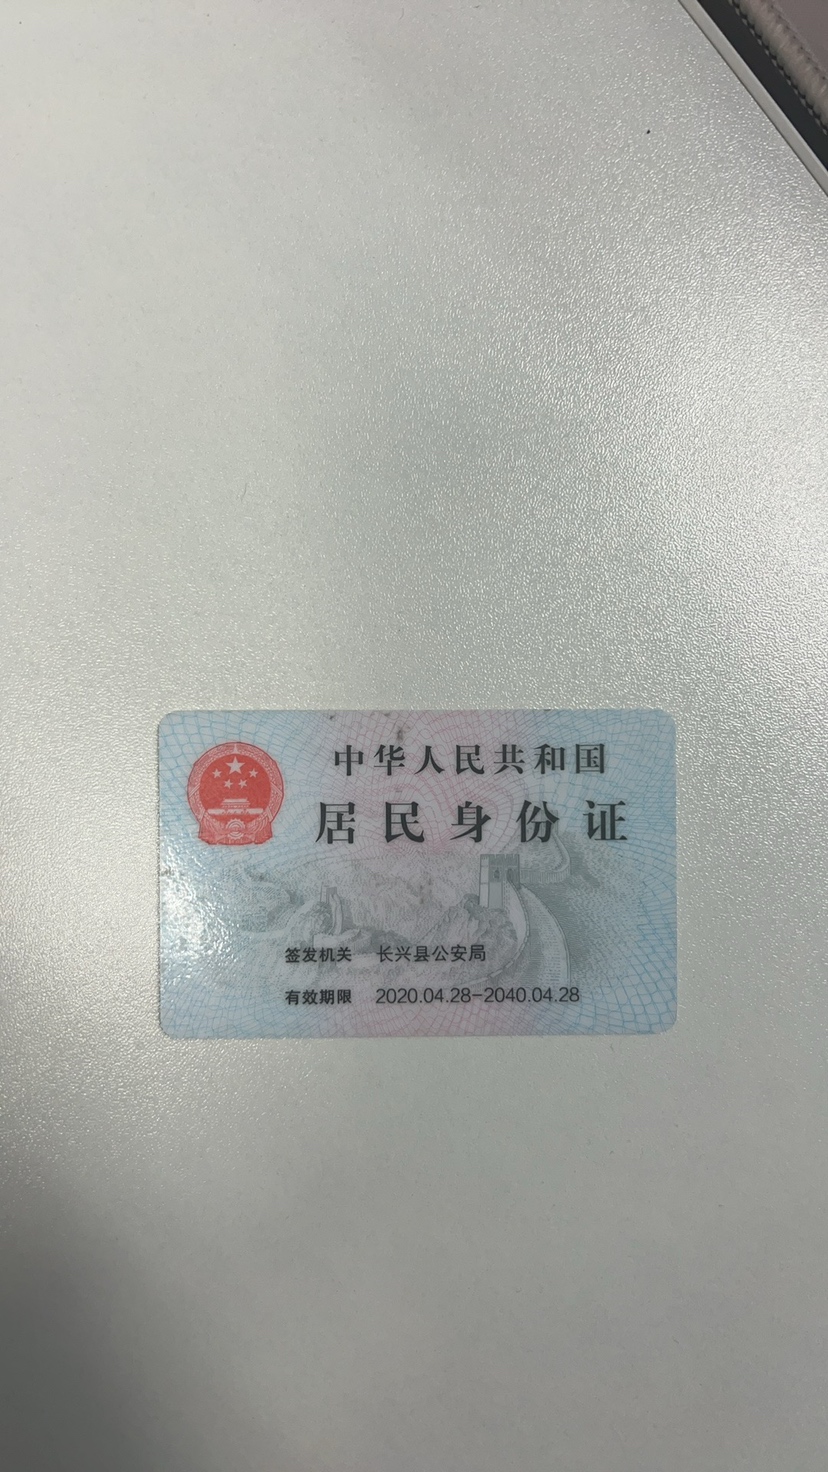 中华人民共和国
居民身份证
签发机关 长兴县公安局
有效期限 2020.04.28-2040.04.28